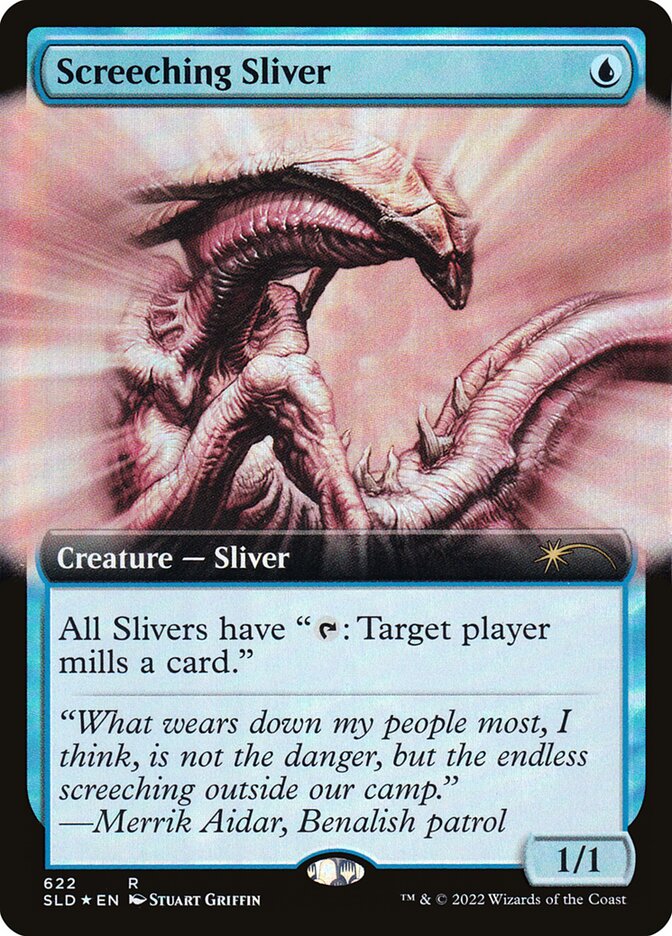 Screeching Sliver
Creature — Sliver
All Slivers have “: Target player
mills a card.”
“What wears down my people most, I
think, is not the danger, but the endless
screeching outside our camp.”
—Merrik Aidar, Benalish patrol
1/1
622 R
SLD ★ EN Stuart Griffin
™ & © 2022 Wizards of the Coast